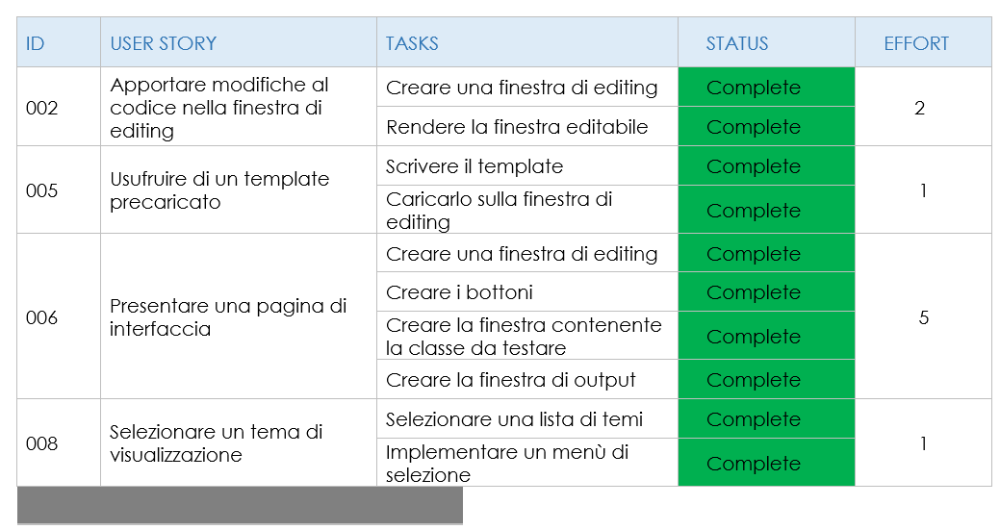 ID USER STORY TASKS STATUS EFFORT
002
Apportare modifiche al
codice nella finestra di
editing
Creare una finestra di editing Complete
Rendere la finestra editabile Complete
2
005
Usufruire di un template
precaricato
Scrivere il template Complete
Caricarlo sulla finestra di
editing
Complete
1
006
Presentare una pagina di
interfaccia
Creare una finestra di editing Complete
Creare i bottoni Complete
Creare la finestra contenente
la classe da testare
Complete
Creare la finestra di output Complete
5
008
Selezionare un tema di
visualizzazione
Selezionare una lista di temi Complete
Implementare un menù di
selezione
Complete
1